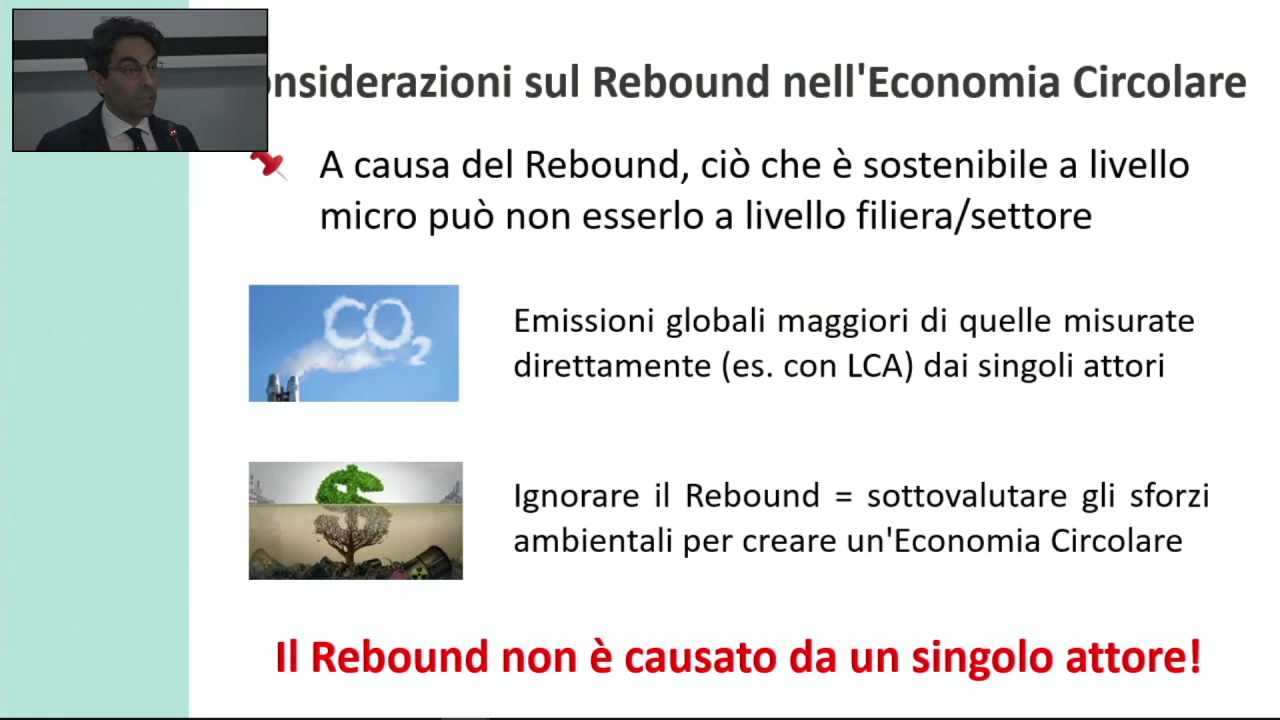 onsiderazioni sul Rebound nell'Economia Circolare
A causa del Rebound, ciò che è sostenibile a livello
micro può non esserlo a livello filiera/settore
CO2
Emissioni globali maggiori di quelle misurate
direttamente (es. con LCA) dai singoli attori
Ignorare il Rebound = sottovalutare gli sforzi
ambientali per creare un'Economia Circolare
Il Rebound non è causato da un singolo attore!